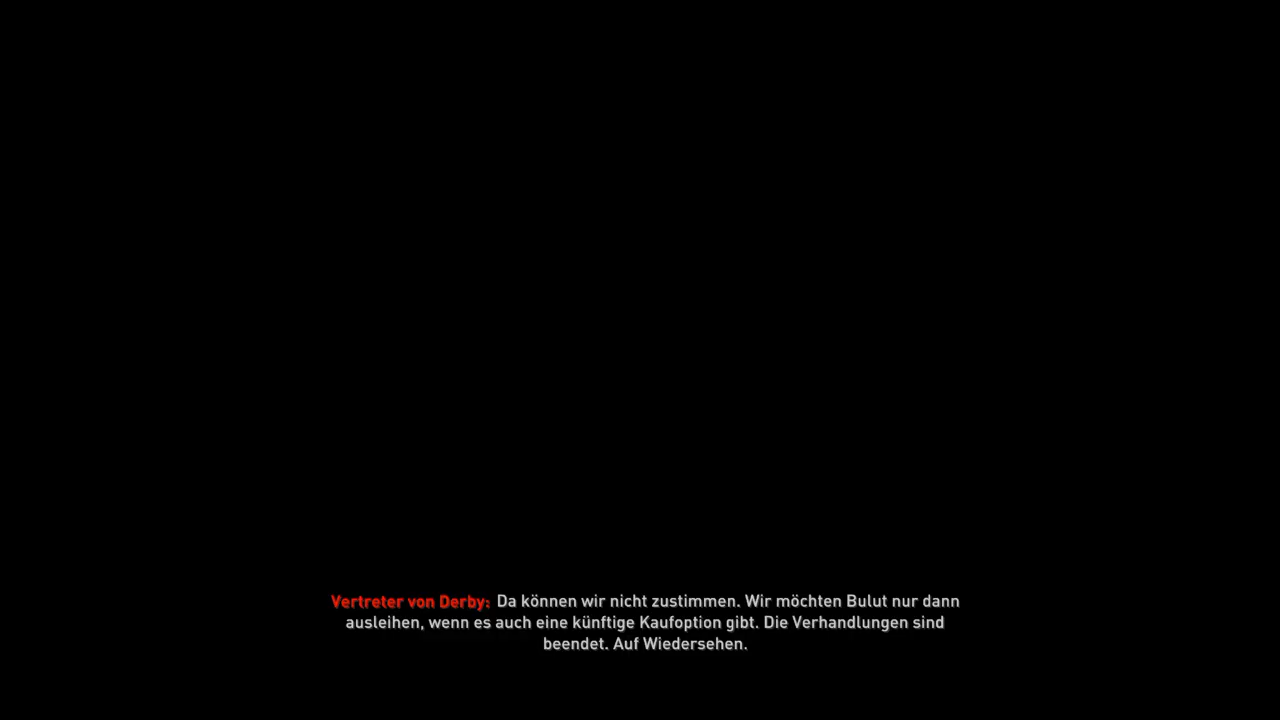 Vertreter von Derby: Da können wir nicht zustimmen. Wir möchten Bulut nur dann
ausleihen, wenn es auch eine künftige Kaufoption gibt. Die Verhandlungen sind
beendet. Auf Wiedersehen.